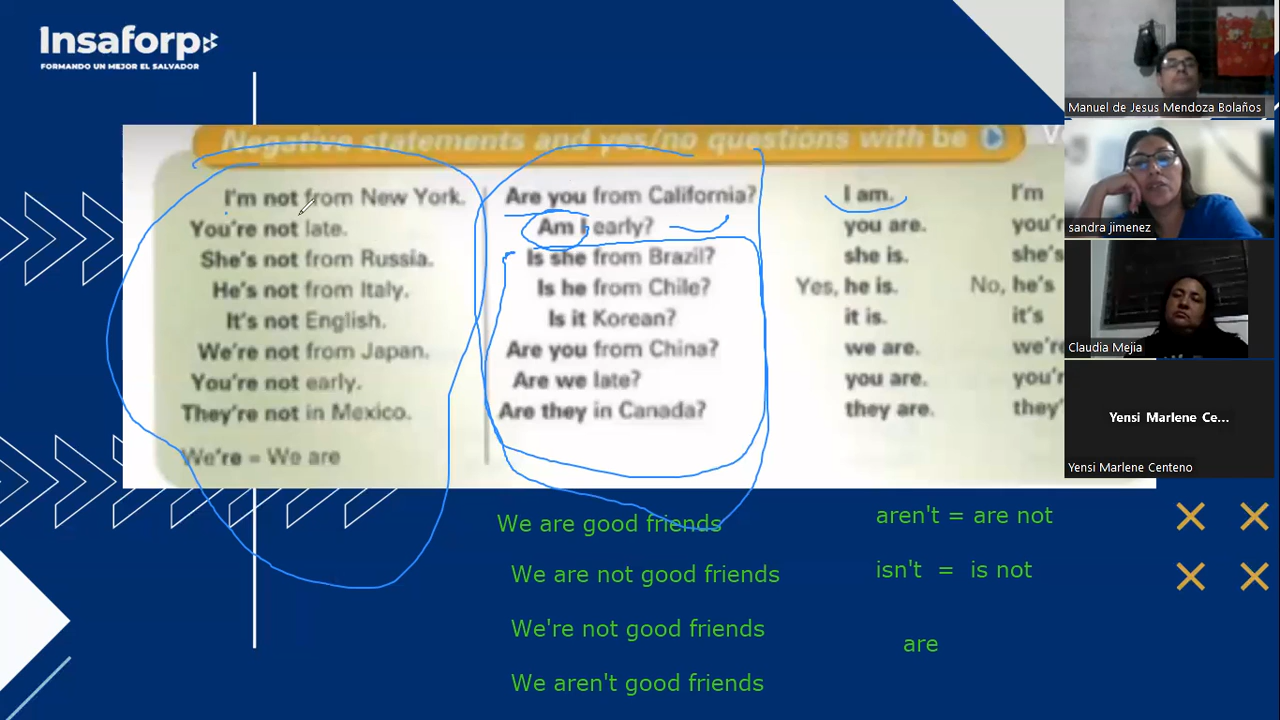 Insaforp
FORMANDO UN MEJOR EL SALVADOR
Negative statements and yes/no questions with be
I'm not from New York.
You're not late.
She's not from Russia.
He's not from Italy.
It's not English.
We're not from Japan.
You're not early.
They're not in Mexico.
We're = We are
Are you from California?
Am I early?
Is she from Brazil?
Is he from Chile?
Is it Korean?
Are you from China?
Are we late?
Are they in Canada?
I am.
you are.
she is.
Yes, he is.
it is.
we are.
you are.
they are.
I'm
you'r
she's
No, he's
it's
we're
you'r
they'
We are good friends
We are not good friends
We're not good friends
We aren't good friends
aren't = are not
isn't = is not
are
Manuel de Jesus Mendoza Bolaños
sandra jimenez
Claudia Mejia
Yensi Marlene Ce...
Yensi Marlene Centeno